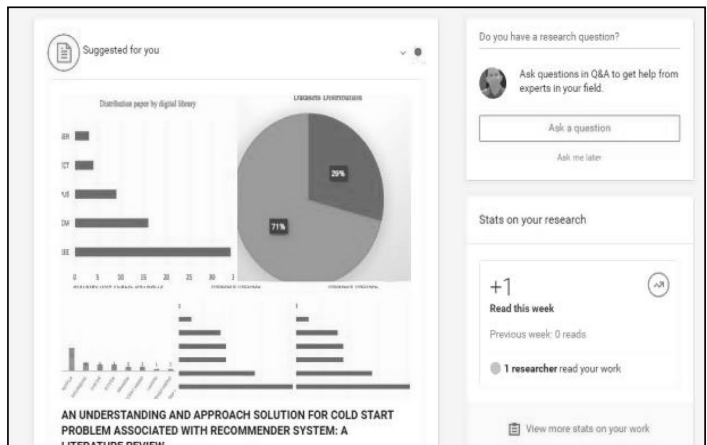 Suggested for you
Distribution paper by digital library
Datasets Distribution
29%
71%
0 5 10 15 20 25 30 3
AN UNDERSTANDING AND APPROACH SOLUTION FOR COLD START
PROBLEM ASSOCIATED WITH RECOMMENDER SYSTEM: A
LITERATURE REVIEW
Do you have a research question?
Ask questions in Q&A to get help from
experts in your field.
Ask a question
Ask me later
Stats on your research
+1
Read this week
Previous week: 0 reads
1 researcher read your work
View more stats on your work